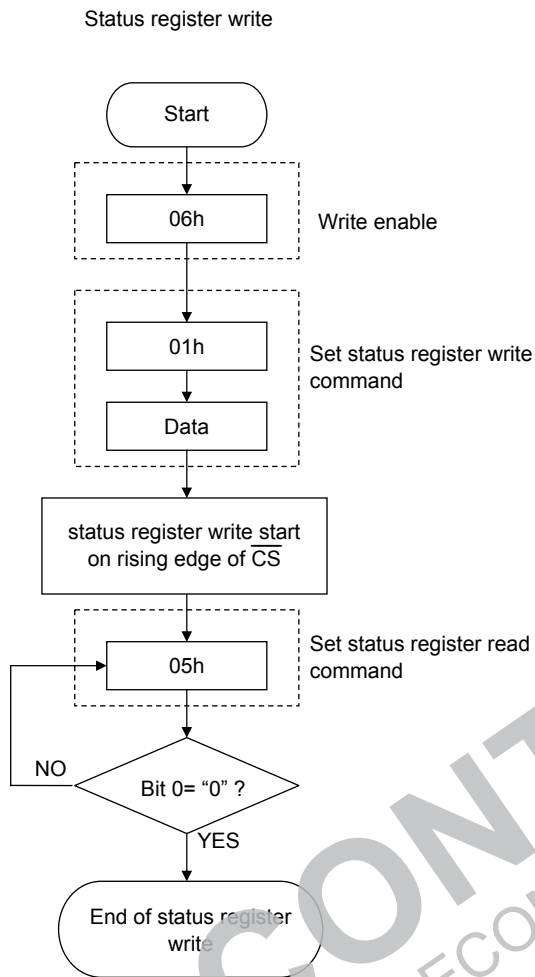 Status register write
Start
06h
Write enable
01h
Set status register write
command
Data
status register write start
on rising edge of C̅S̅
05h
Set status register read
command
NO
Bit 0= “0” ?
YES
End of status register
write